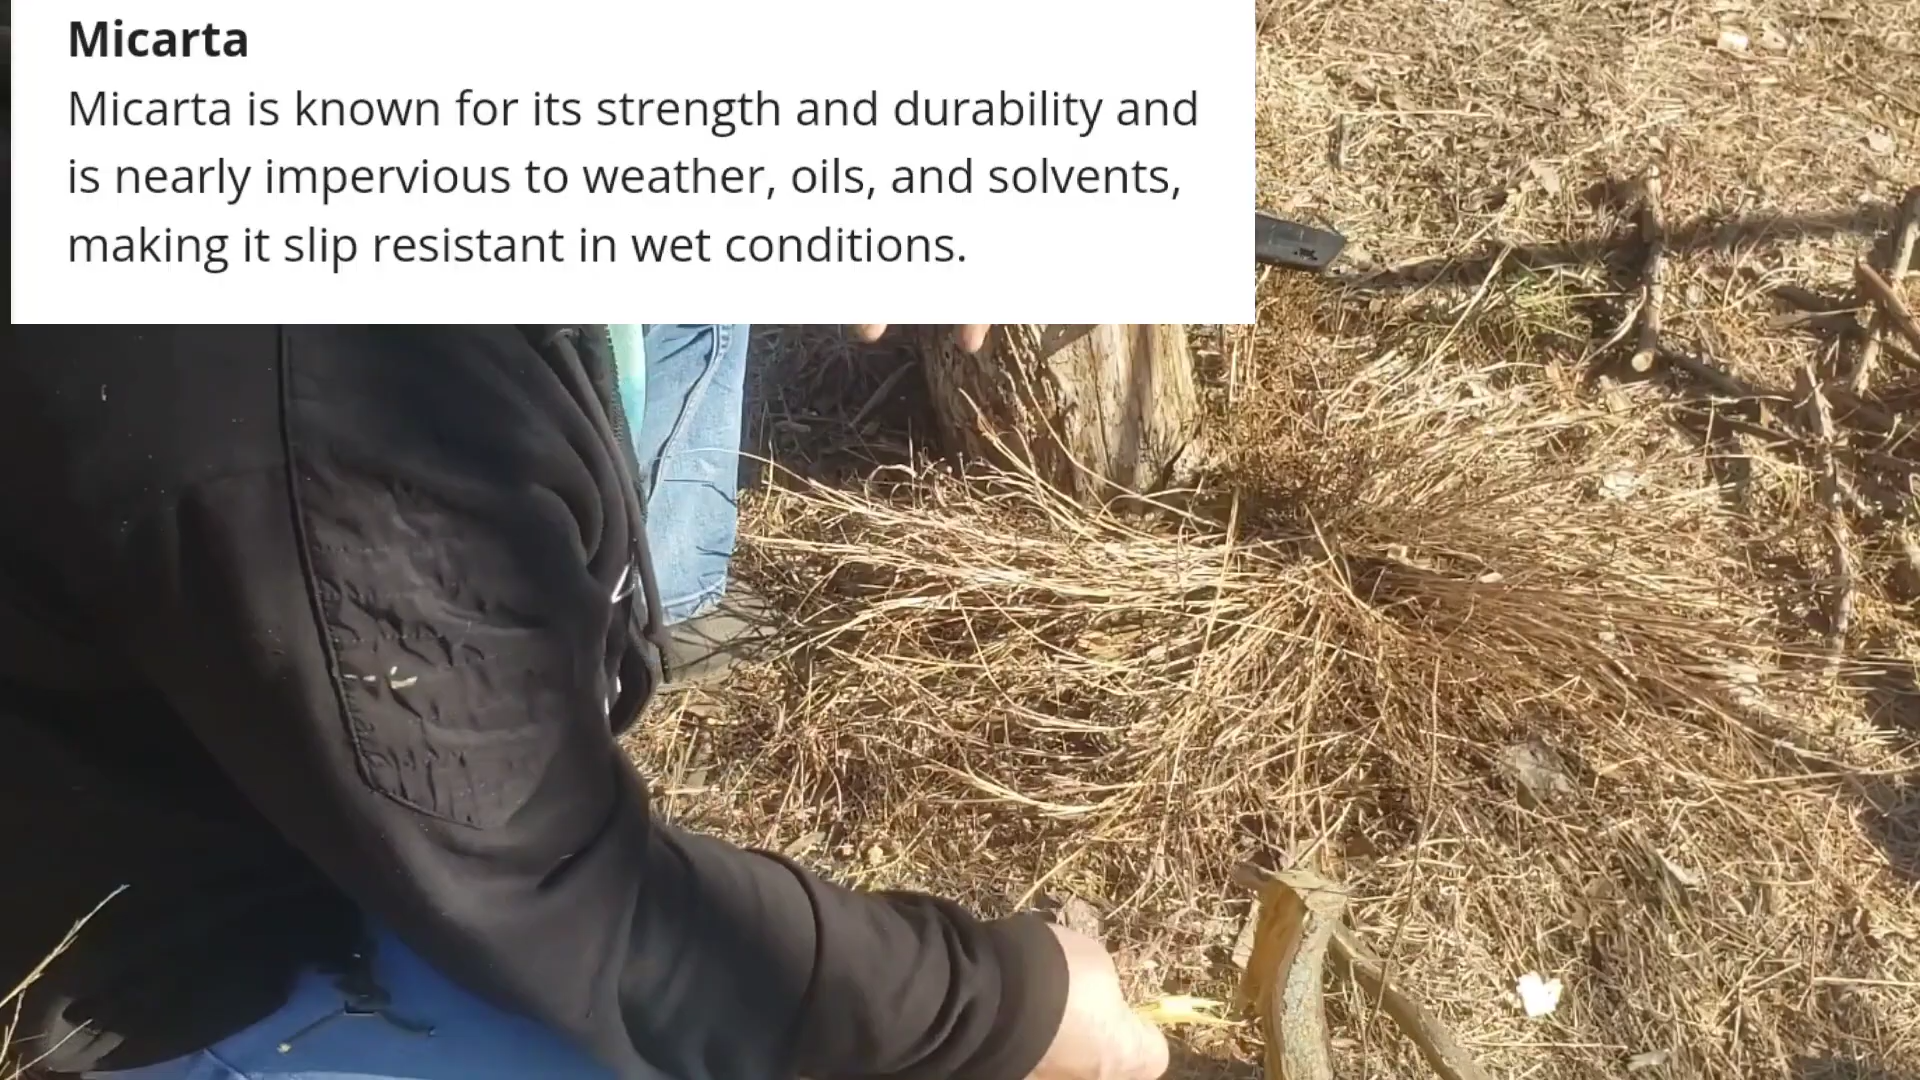 Micarta
Micarta is known for its strength and durability and
is nearly impervious to weather, oils, and solvents,
making it slip resistant in wet conditions.